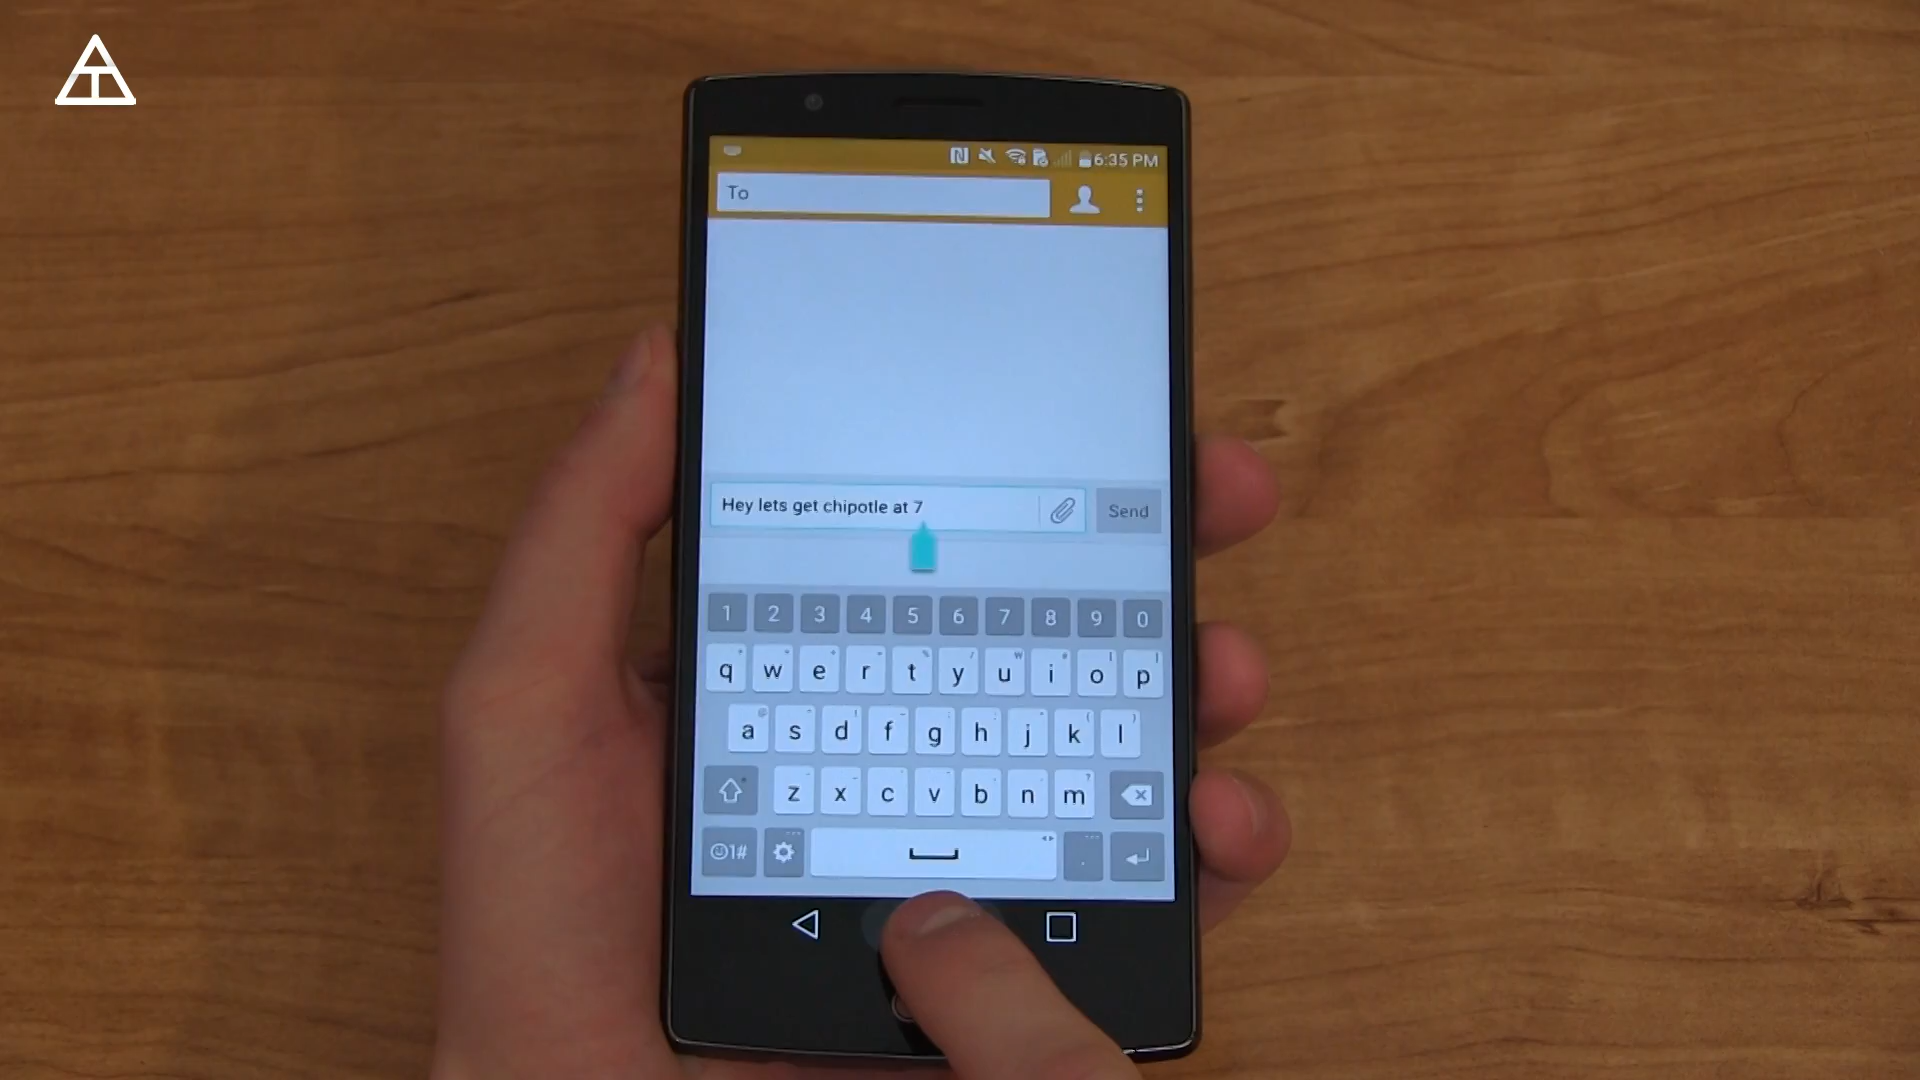 6:35 PM
To
Hey lets get chipotle at 7
Send
1 2 3 4 5 6 7 8 9 0
q w e r t y u i o p
a s d f g h j k l
z x c v b n m
1# .